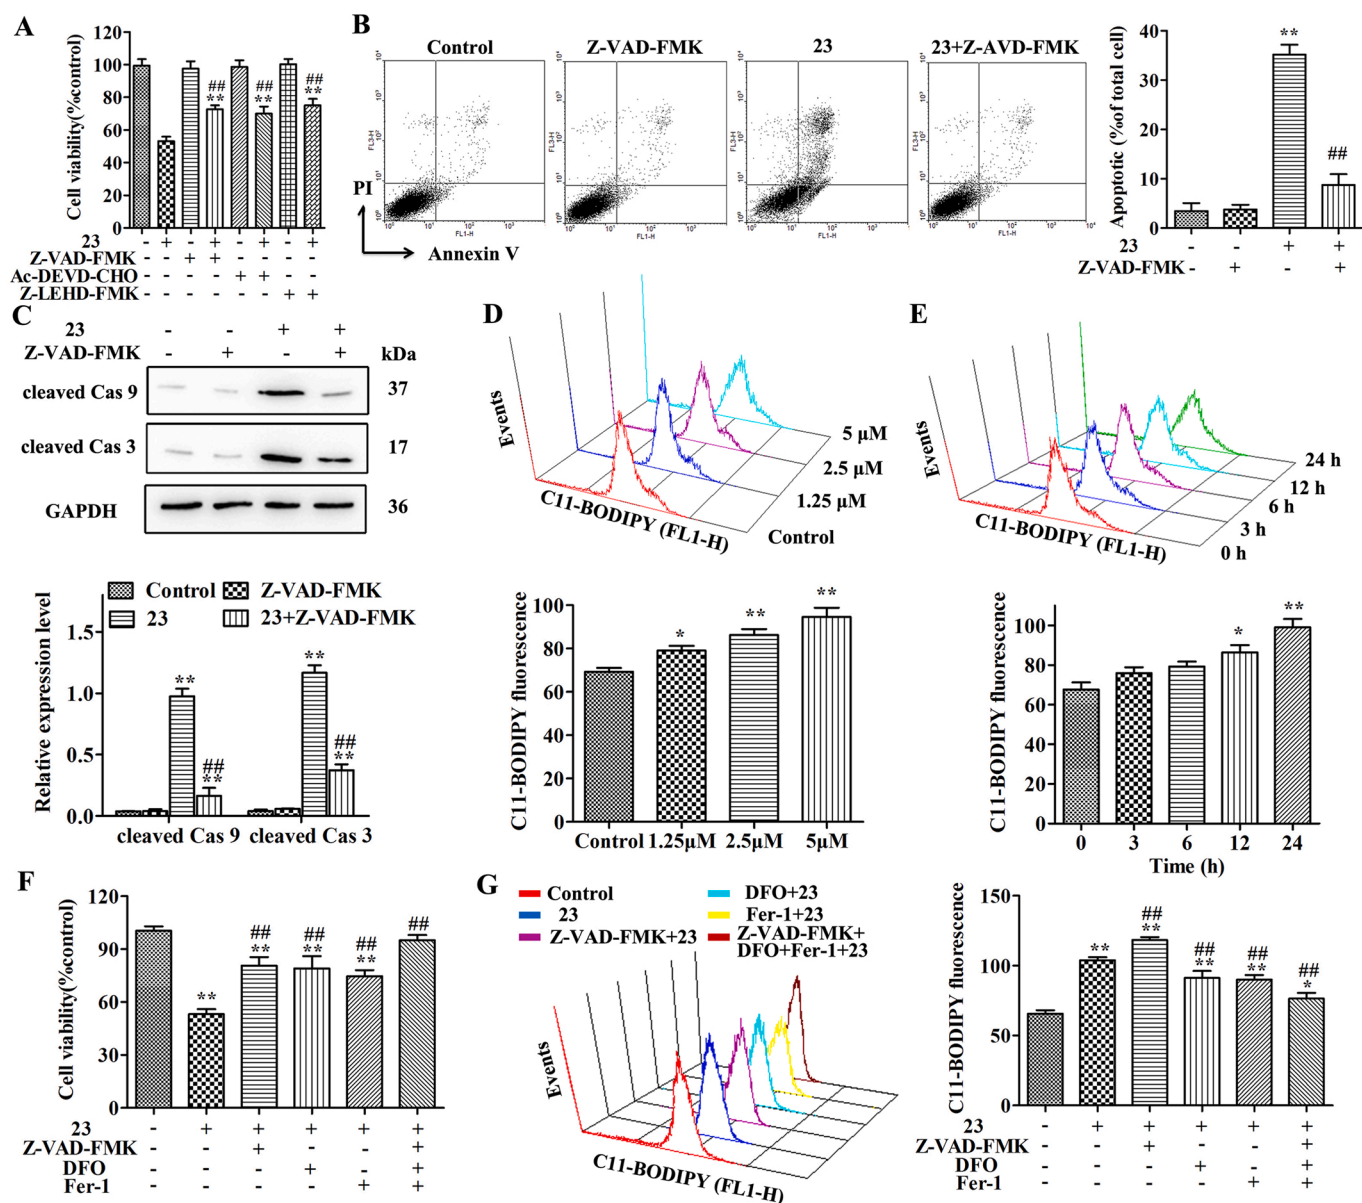 A
Cell viability(%control)
120
100
80
60
40
20
0
23 - + - + - + - +
Z-VAD-FMK - - + + - - - -
Ac-DEVD-CHO - - - - + + - -
Z-LEHD-FMK - - - - - - + +
##
**
##
**
##
**
B
Control
Z-VAD-FMK
23
23+Z-AVD-FMK
FL3-H
FL1-H
PI
Annexin V
Apoptotic (%of total cell)
40
30
20
10
0
**
##
23 - - + +
Z-VAD-FMK - + - +
C
23 - - + +
Z-VAD-FMK - + - + kDa
cleaved Cas 9 37
cleaved Cas 3 17
GAPDH 36
Control Z-VAD-FMK
23 23+Z-VAD-FMK
Relative expression level
1.5
1.0
0.5
0.0
**
##
**
**
##
**
cleaved Cas 9 cleaved Cas 3
D
Events
C11-BODIPY (FL1-H)
5 μM
2.5 μM
1.25 μM
Control
C11-BODIPY fluorescence
100
80
60
40
20
0
*
**
**
Control 1.25μM 2.5μM 5μM
E
Events
C11-BODIPY (FL1-H)
24 h
12 h
6 h
3 h
0 h
C11-BODIPY fluorescence
100
80
60
40
20
0
*
**
0 3 6 12 24
Time (h)
F
Cell viability(%control)
120
90
60
30
0
**
##
**
##
**
##
**
##
23 - + + + + +
Z-VAD-FMK - - + - - +
DFO - - - + - +
Fer-1 - - - - + +
G
Control
23
Z-VAD-FMK+23
DFO+23
Fer-1+23
Z-VAD-FMK+
DFO+Fer-1+23
Events
C11-BODIPY (FL1-H)
C11-BODIPY fluorescence
150
100
50
0
**
##
**
##
**
##
**
##
*
23 - + + + + +
Z-VAD-FMK - - + - - +
DFO - - - + - +
Fer-1 - - - - + +